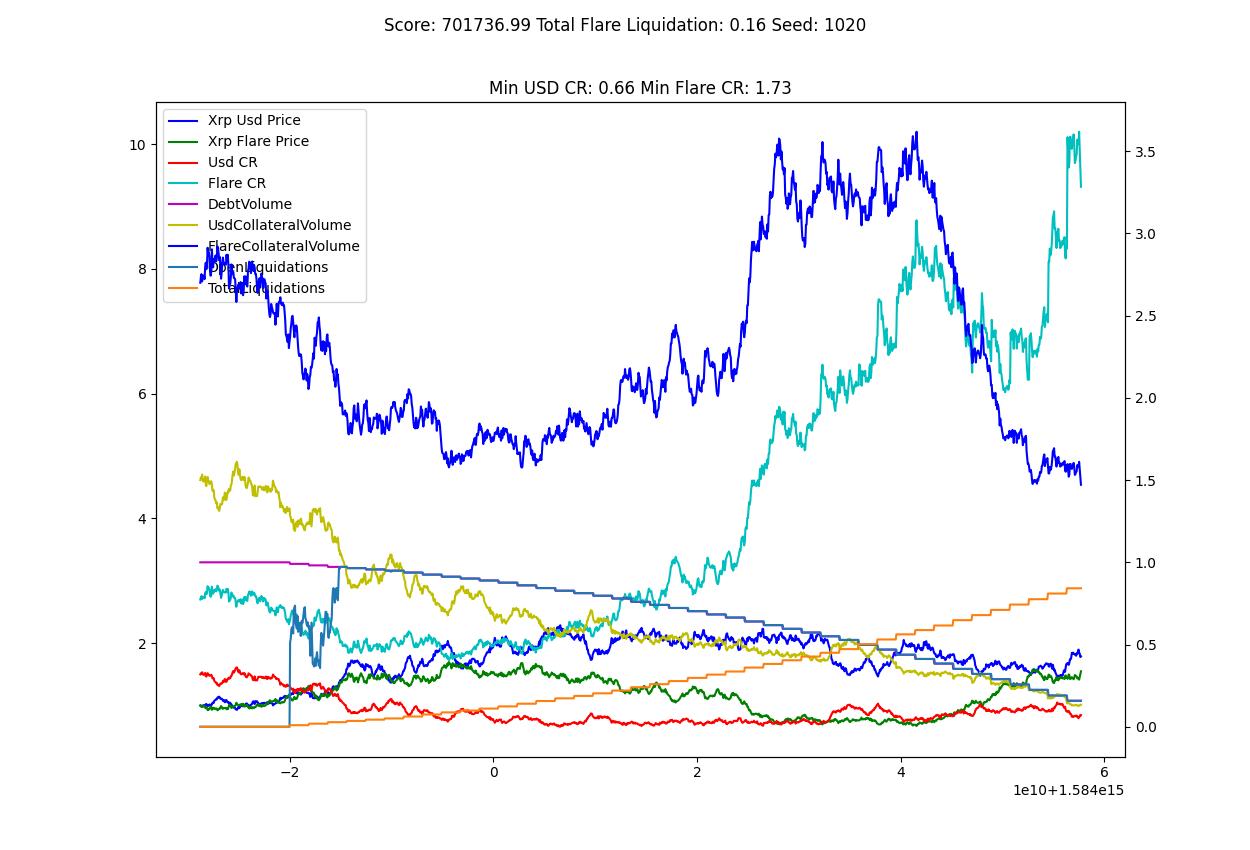 Score: 701736.99 Total Flare Liquidation: 0.16 Seed: 1020
Min USD CR: 0.66 Min Flare CR: 1.73
Xrp Usd Price
Xrp Flare Price
Usd CR
Flare CR
DebtVolume
UsdCollateralVolume
FlareCollateralVolume
OpenLiquidations
TotalLiquidations
10
8
6
4
2
3.5
3.0
2.5
2.0
1.5
1.0
0.5
0.0
−2
0
2
4
6
1e10+1.584e15